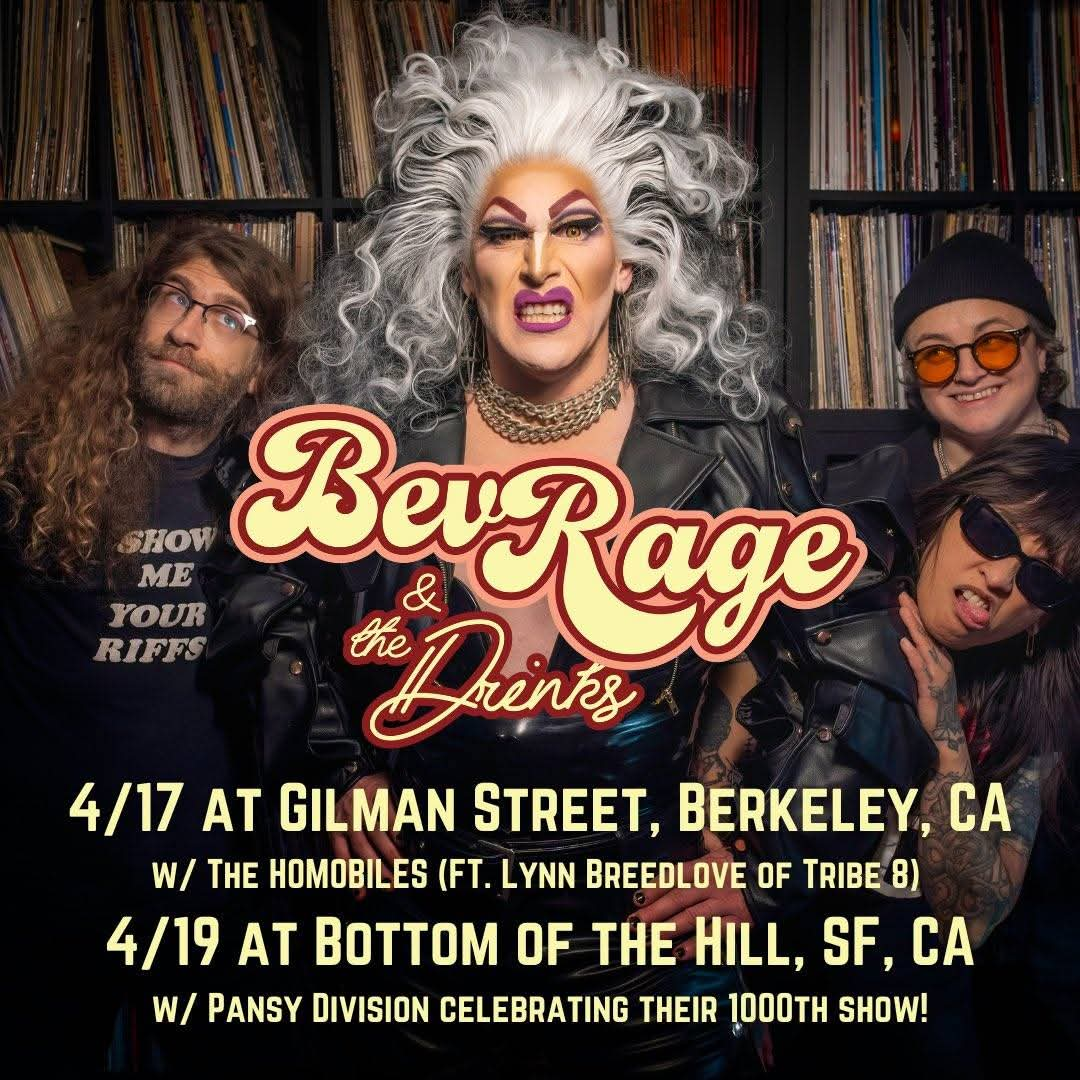 SHOW
ME
YOUR
RIFFS
BevRage
&
the
Drinks
4/17 at Gilman Street, Berkeley, CA
w/ The HOMOBILES (FT. Lynn Breedlove of Tribe 8)
4/19 at Bottom of the Hill, SF, CA
w/ Pansy Division celebrating their 1000th show!